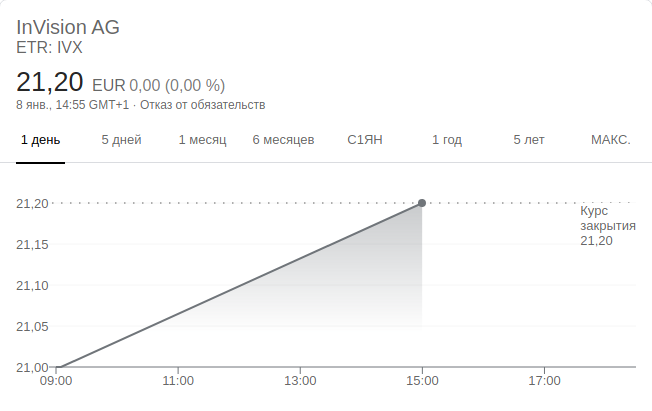 InVision AG
ETR: IVX
21,20 EUR 0,00 (0,00 %)
8 янв., 14:55 GMT+1 · Отказ от обязательств
1 день 5 дней 1 месяц 6 месяцев С1ЯН 1 год 5 лет МАКС.
21,20
Курс
закрытия
21,20
21,15
21,10
21,05
21,00
09:00 11:00 13:00 15:00 17:00